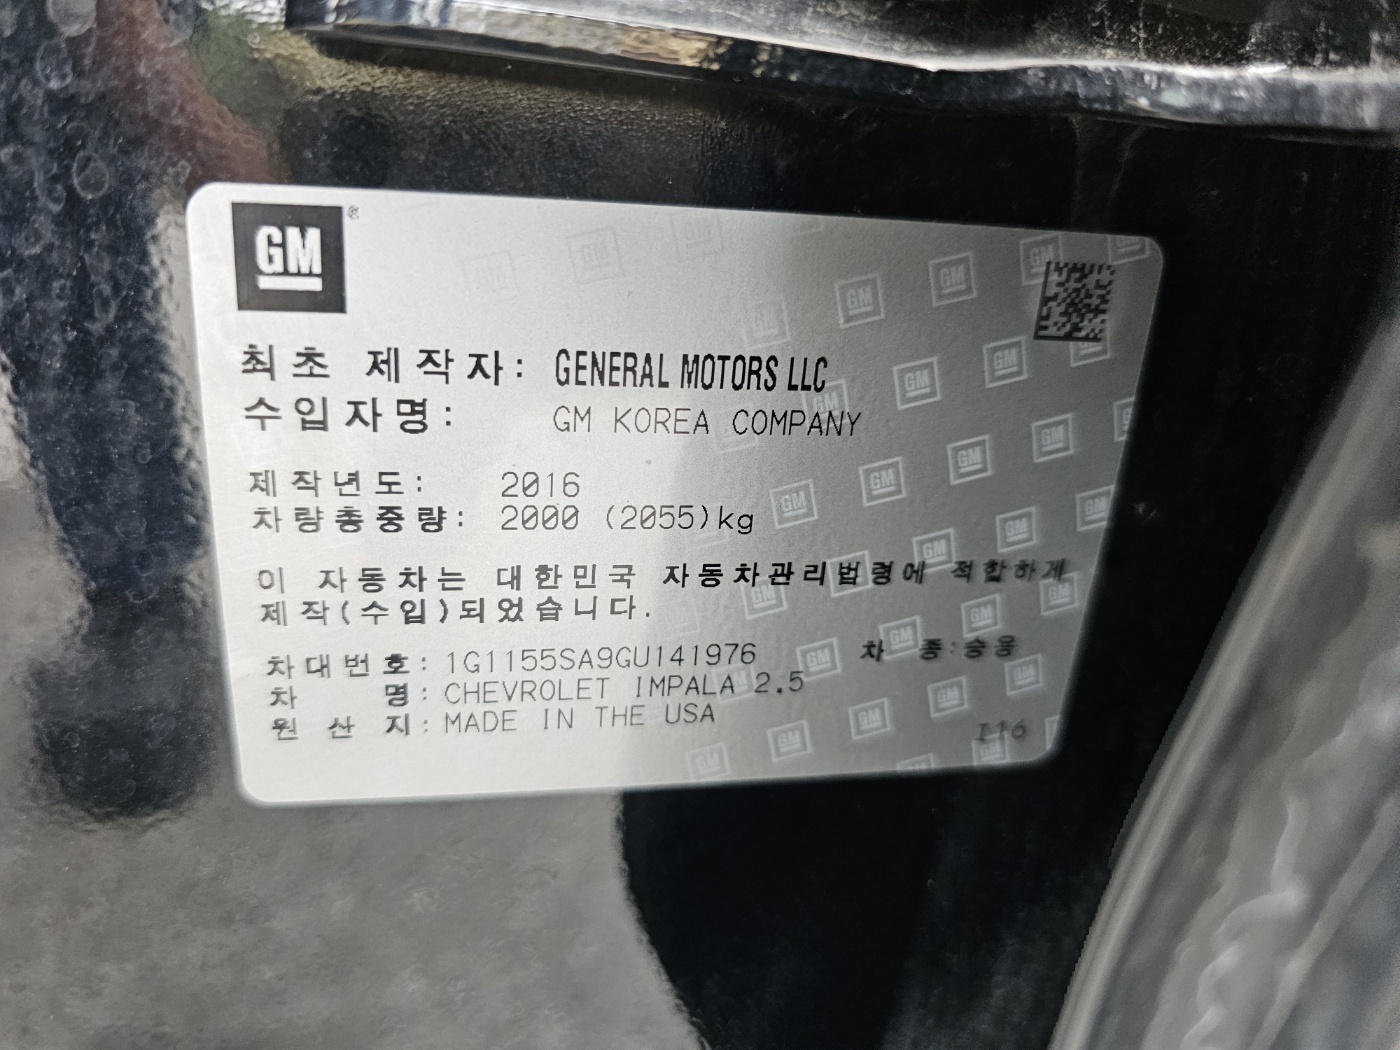 GM
최초 제작자: GENERAL MOTORS LLC
수입자명: GM KOREA COMPANY
제작년도: 2016
차량총중량: 2000 (2055)kg
이 자동차는 대한민국 자동차관리법령에 적합하게
제작(수입)되었습니다.
차대번호: 1G1155SA9GU141976 차 종:승용
차 명: CHEVROLET IMPALA 2.5
원 산 지: MADE IN THE USA
I16